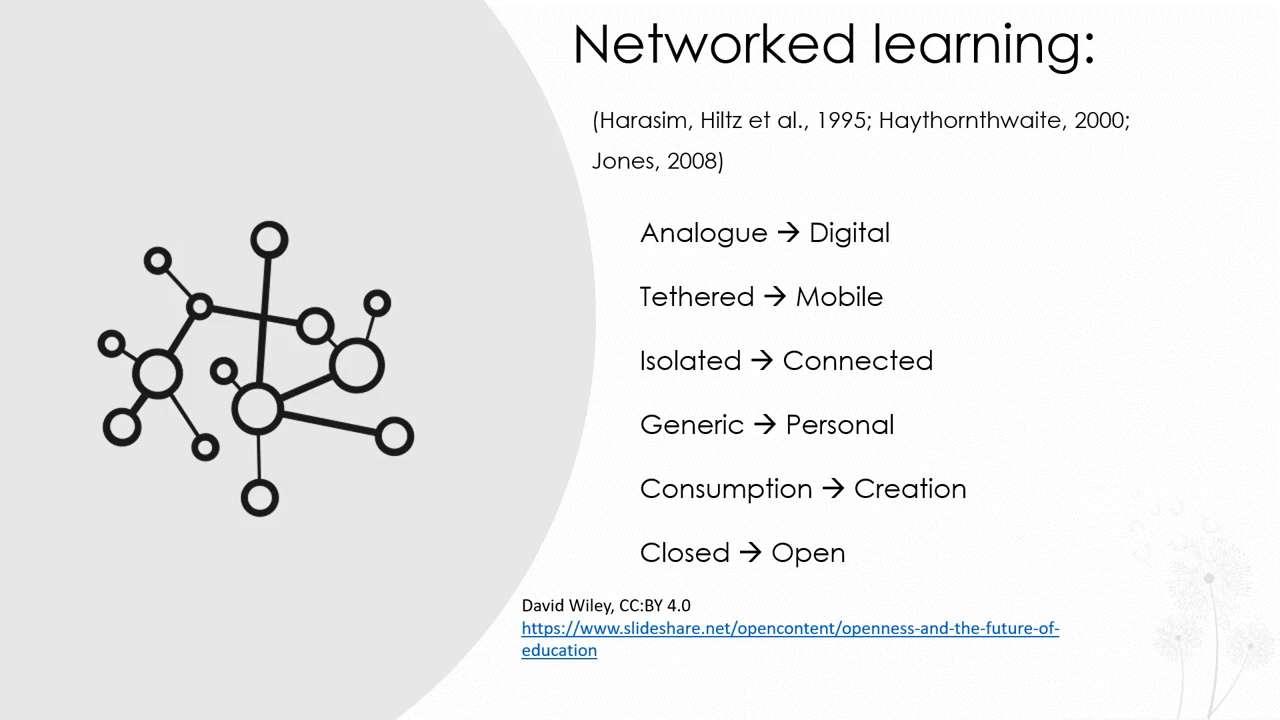 Networked learning:
(Harasim, Hiltz et al., 1995; Haythornthwaite, 2000;
Jones, 2008)
Analogue → Digital
Tethered → Mobile
Isolated → Connected
Generic → Personal
Consumption → Creation
Closed → Open
David Wiley, CC:BY 4.0
https://www.slideshare.net/opencontent/openness-and-the-future-of-
education